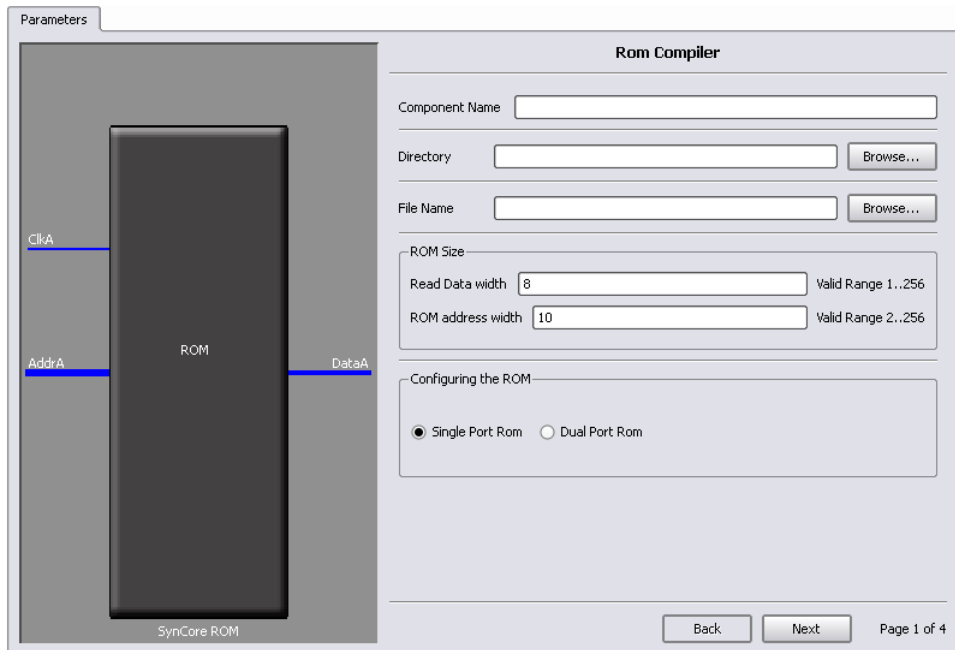 Parameters
Rom Compiler
Component Name
Directory
Browse...
File Name
Browse...
ROM Size
Read Data width 8 Valid Range 1..256
ROM address width 10 Valid Range 2..256
Configuring the ROM
Single Port Rom Dual Port Rom
ClkA
AddrA
ROM
DataA
SynCore ROM
Back Next Page 1 of 4